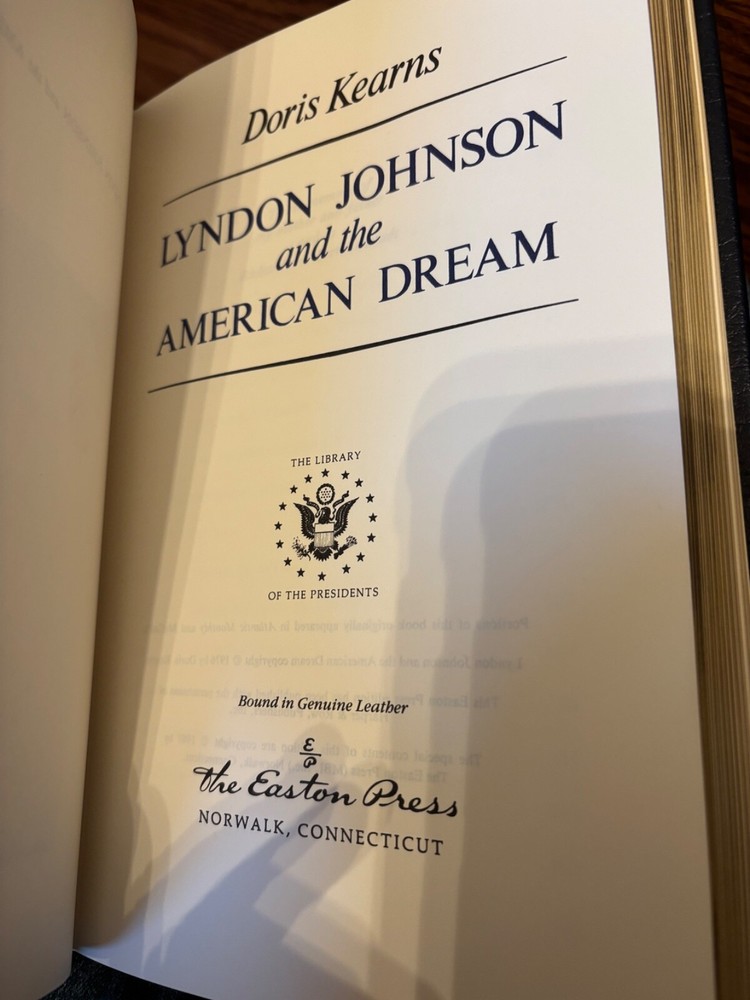 Doris Kearns
LYNDON JOHNSON
and the
AMERICAN DREAM
THE LIBRARY
OF THE PRESIDENTS
Bound in Genuine Leather
E
P
the Easton Press
NORWALK, CONNECTICUT